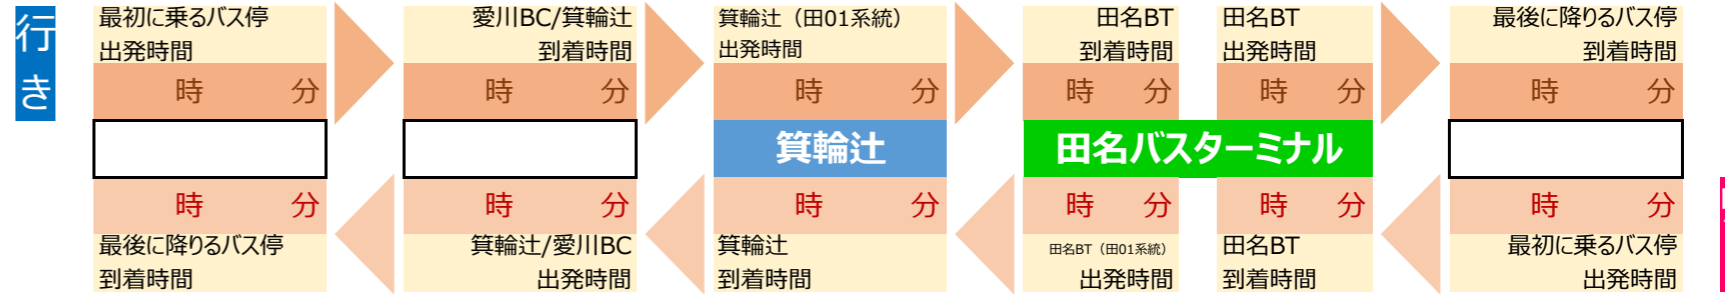 行き
最初に乗るバス停
出発時間
時 分
愛川BC/箕輪辻
到着時間
時 分
箕輪辻（田01系統）
出発時間
時 分
田名BT
到着時間
時 分
田名BT
出発時間
時 分
最後に降りるバス停
到着時間
時 分
箕輪辻
田名バスターミナル
時 分
最後に降りるバス停
到着時間
時 分
箕輪辻/愛川BC
出発時間
時 分
箕輪辻
到着時間
時 分
田名BT（田01系統）
出発時間
時 分
田名BT
到着時間
時 分
最初に乗るバス停
出発時間